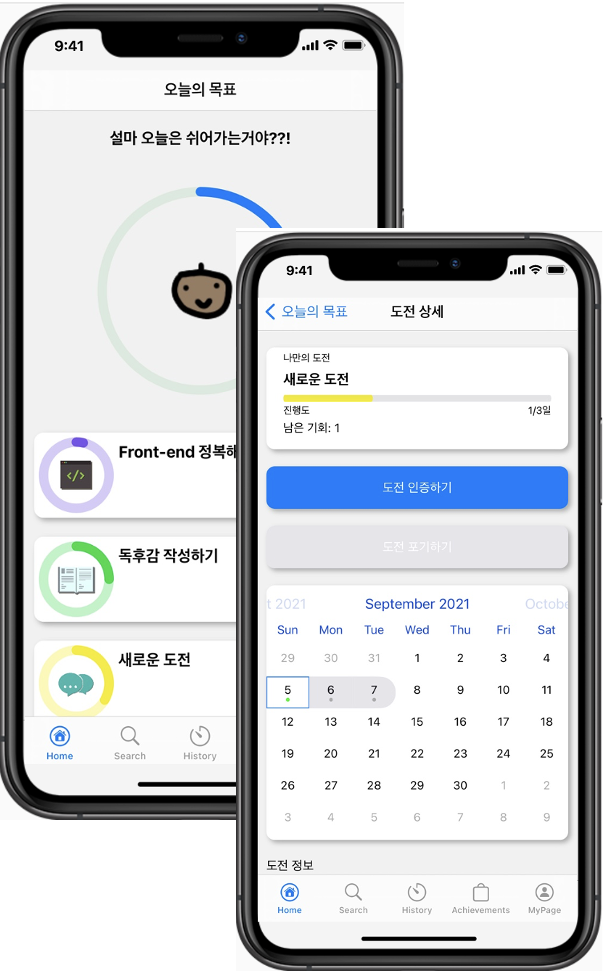 9:41
오늘의 목표
설마 오늘은 쉬어가는거야??!
Front-end 정복해
독후감 작성하기
새로운 도전
Home Search History
9:41
오늘의 목표 도전 상세
나만의 도전
새로운 도전
진행도 1/3일
남은 기회: 1
도전 인증하기
도전 포기하기
t 2021 September 2021 Octobe
Sun Mon Tue Wed Thu Fri Sat
29 30 31 1 2 3 4
5 6 7 8 9 10 11
12 13 14 15 16 17 18
19 20 21 22 23 24 25
26 27 28 29 30 1 2
3 4 5 6 7 8 9
도전 정보
Home Search History Achievements MyPage